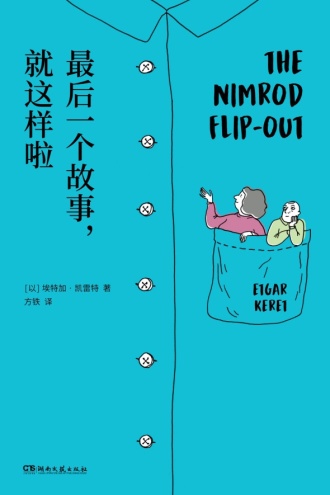 最后一个故事，
就这样啦
THE
NIMROD
FLIP-OUT
[以] 埃特加·凯雷特 著
方铁 译
ETGAR
KERET
湖南文艺出版社